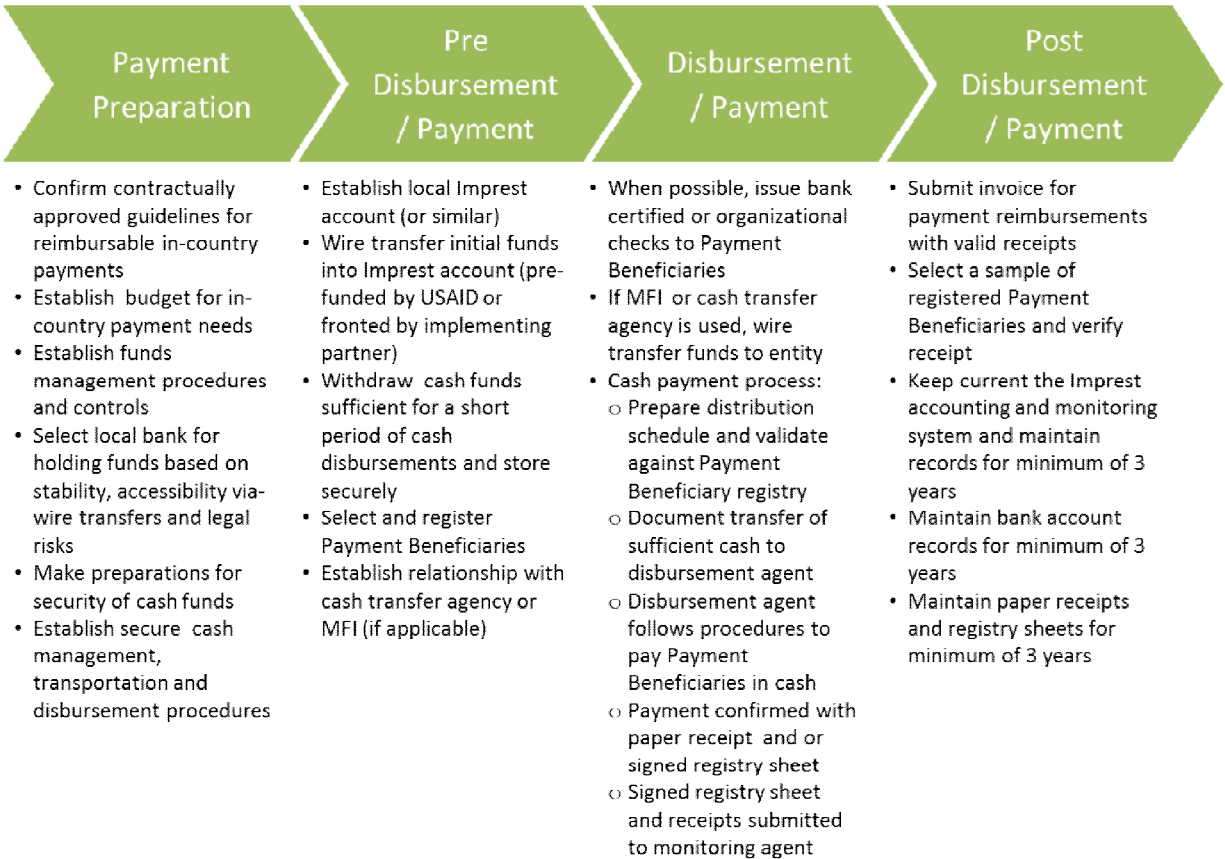 Payment
Preparation
Pre
Disbursement
/ Payment
Disbursement
/ Payment
Post
Disbursement
/ Payment
• Confirm contractually
approved guidelines for
reimbursable in-country
payments
• Establish budget for in-
country payment needs
• Establish funds
management procedures
and controls
• Select local bank for
holding funds based on
stability, accessibility via-
wire transfers and legal
risks
• Make preparations for
security of cash funds
• Establish secure cash
management,
transportation and
disbursement procedures
• Establish local Imprest
account (or similar)
• Wire transfer initial funds
into Imprest account (pre-
funded by USAID or
fronted by implementing
partner)
• Withdraw cash funds
sufficient for a short
period of cash
disbursements and store
securely
• Select and register
Payment Beneficiaries
• Establish relationship with
cash transfer agency or
MFI (if applicable)
• When possible, issue bank
certified or organizational
checks to Payment
Beneficiaries
• If MFI or cash transfer
agency is used, wire
transfer funds to entity
• Cash payment process:
o Prepare distribution
schedule and validate
against Payment
Beneficiary registry
o Document transfer of
sufficient cash to
disbursement agent
o Disbursement agent
follows procedures to
pay Payment
Beneficiaries in cash
o Payment confirmed with
paper receipt and or
signed registry sheet
o Signed registry sheet
and receipts submitted
to monitoring agent
• Submit invoice for
payment reimbursements
with valid receipts
• Select a sample of
registered Payment
Beneficiaries and verify
receipt
• Keep current the Imprest
accounting and monitoring
system and maintain
records for minimum of 3
years
• Maintain bank account
records for minimum of 3
years
• Maintain paper receipts
and registry sheets for
minimum of 3 years